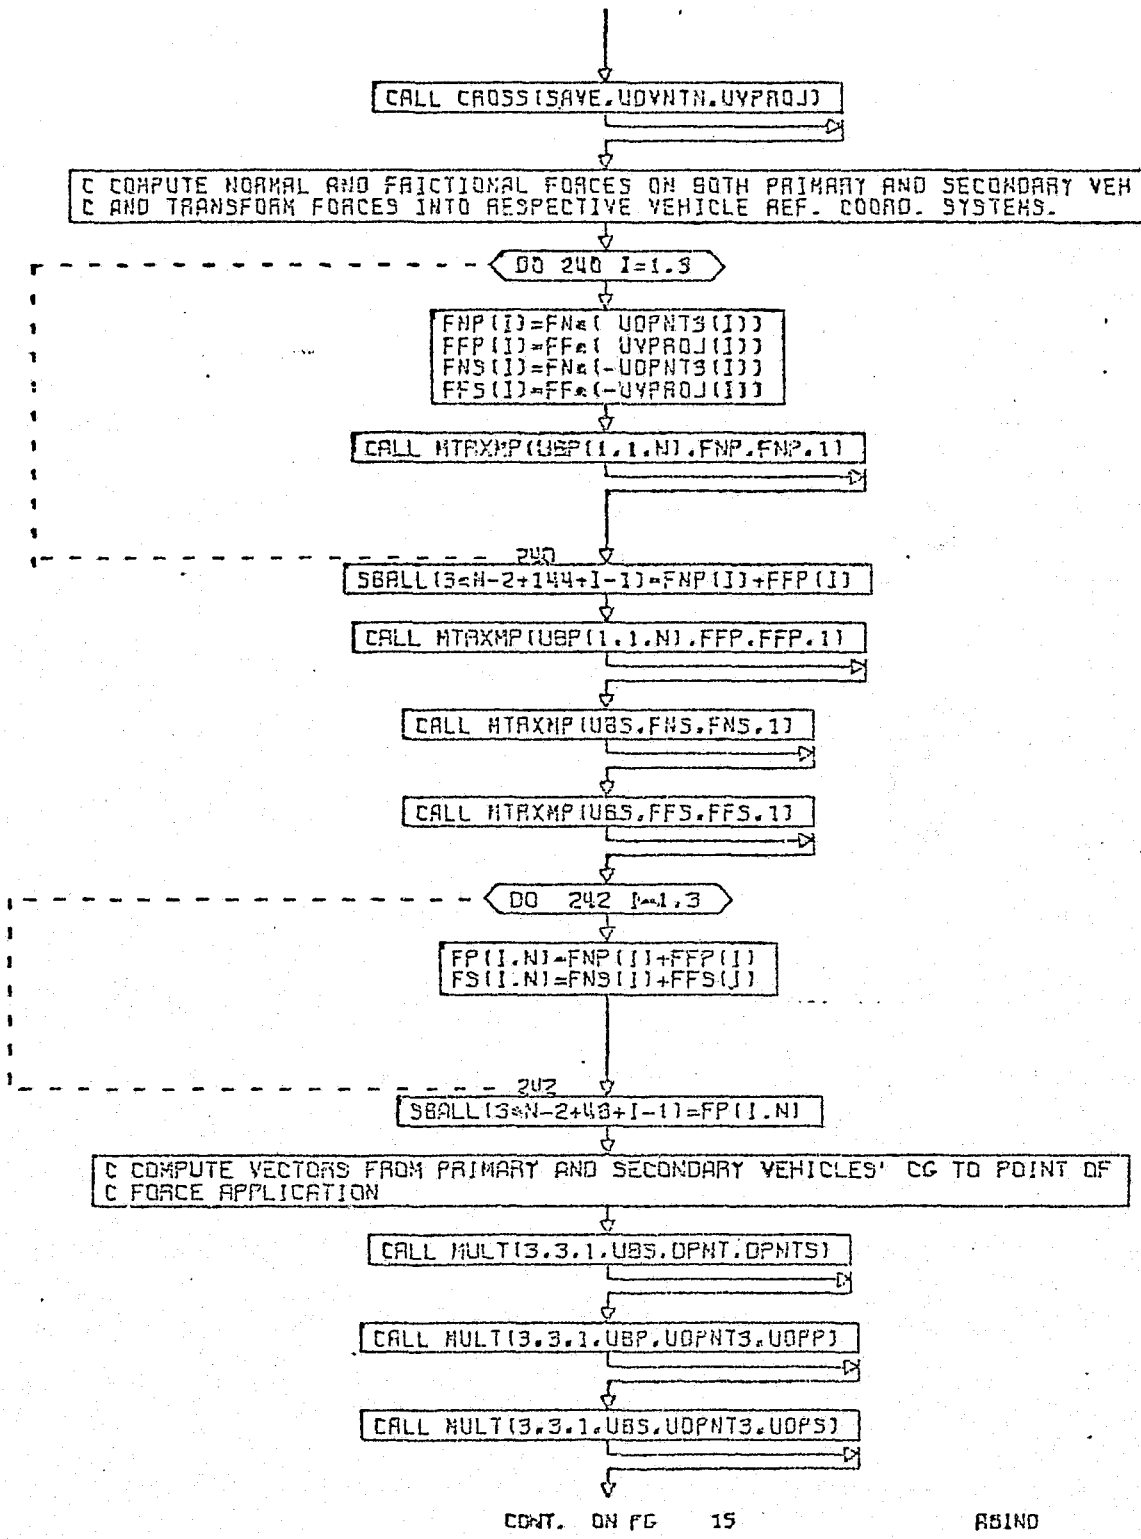 CALL CROSS(SAVE,UDVNTN,UVPROJ)
C COMPUTE NORMAL AND FRICTIONAL FORCES ON BOTH PRIMARY AND SECONDARY VEH
C AND TRANSFORM FORCES INTO RESPECTIVE VEHICLE REF. COORD. SYSTEMS.
DO 240 I=1,3
FNP(I)=FN*( UDPNT3(I))
FFP(I)=FF*( UVPROJ(I))
FNS(I)=FN*(-UDPNT3(I))
FFS(I)=FF*(-UVPROJ(I))
CALL MTRXMP(UBP(1,1,N),FNP,FNP,1)
240
SBALL(3*N-2+144+I-1)=FNP(I)+FFP(I)
CALL MTRXMP(UBP(1,1,N),FFP,FFP,1)
CALL MTRXMP(UBS,FNS,FNS,1)
CALL MTRXMP(UBS,FFS,FFS,1)
DO 242 I=1,3
FP(I,N)=FNP(I)+FFP(I)
FS(I,N)=FNS(I)+FFS(I)
242
SBALL(3*N-2+48+I-1)=FP(I,N)
C COMPUTE VECTORS FROM PRIMARY AND SECONDARY VEHICLES' CG TO POINT OF
C FORCE APPLICATION
CALL MULT(3,3,1,UBS,DPNT,DPNTS)
CALL MULT(3,3,1,UBP,UDPNT3,UDPP)
CALL MULT(3,3,1,UBS,UDPNT3,UDPS)
CONT. ON PG 15 RBIND